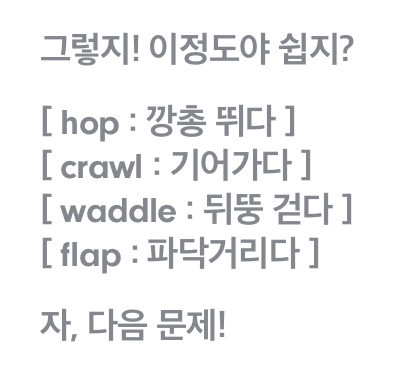 그렇지! 이정도야 쉽지?
[ hop : 깡총 뛰다 ]
[ crawl : 기어가다 ]
[ waddle : 뒤뚱 걷다 ]
[ flap : 파닥거리다 ]
자, 다음 문제!